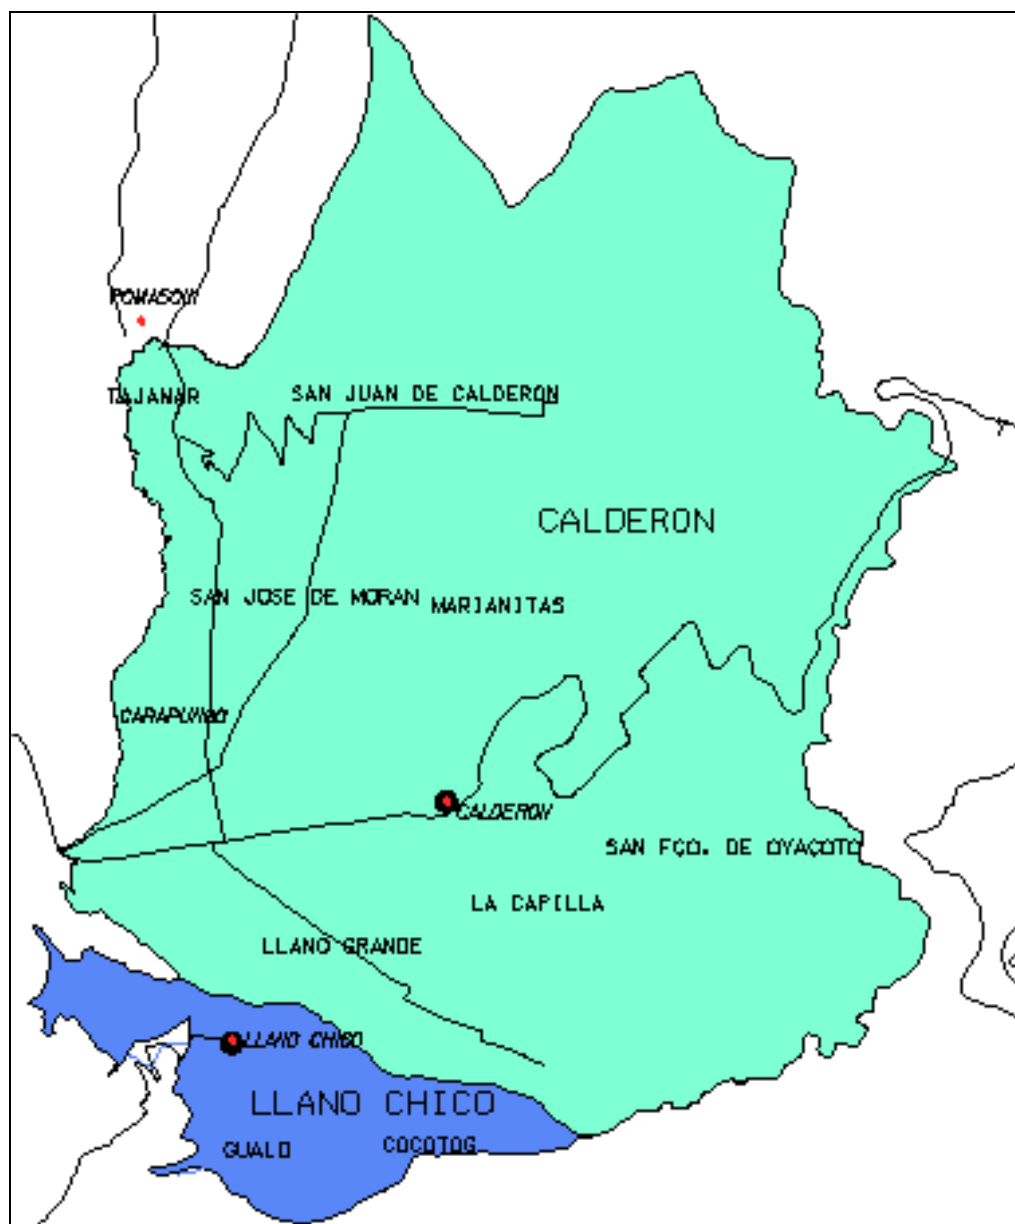 POMASQUI
TAJAMAR
SAN JUAN DE CALDERON
CALDERON
SAN JOSE DE MORAN
MARIANITAS
CARAPUNGO
CALDERON
SAN FCO. DE OYACOTO
LA CAPILLA
LLANO GRANDE
LLANO CHICO
LLANO CHICO
GUALO
COCOTOG